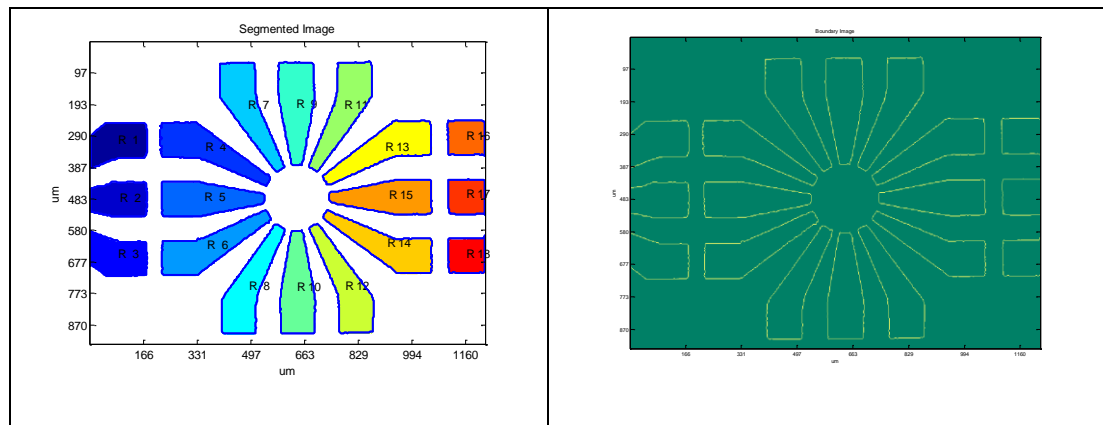 Segmented Image
97
193
290
387
483
580
677
773
870
um
R 7
R 9
R 11
R 1
R 4
R 13
R 16
R 2
R 5
R 15
R 17
R 3
R 6
R 14
R 18
R 8
R 10
R 12
166 331 497 663 829 994 1160
um
Boundary Image
97
193
290
387
483
580
677
773
870
um
166 331 497 663 829 994 1160
um